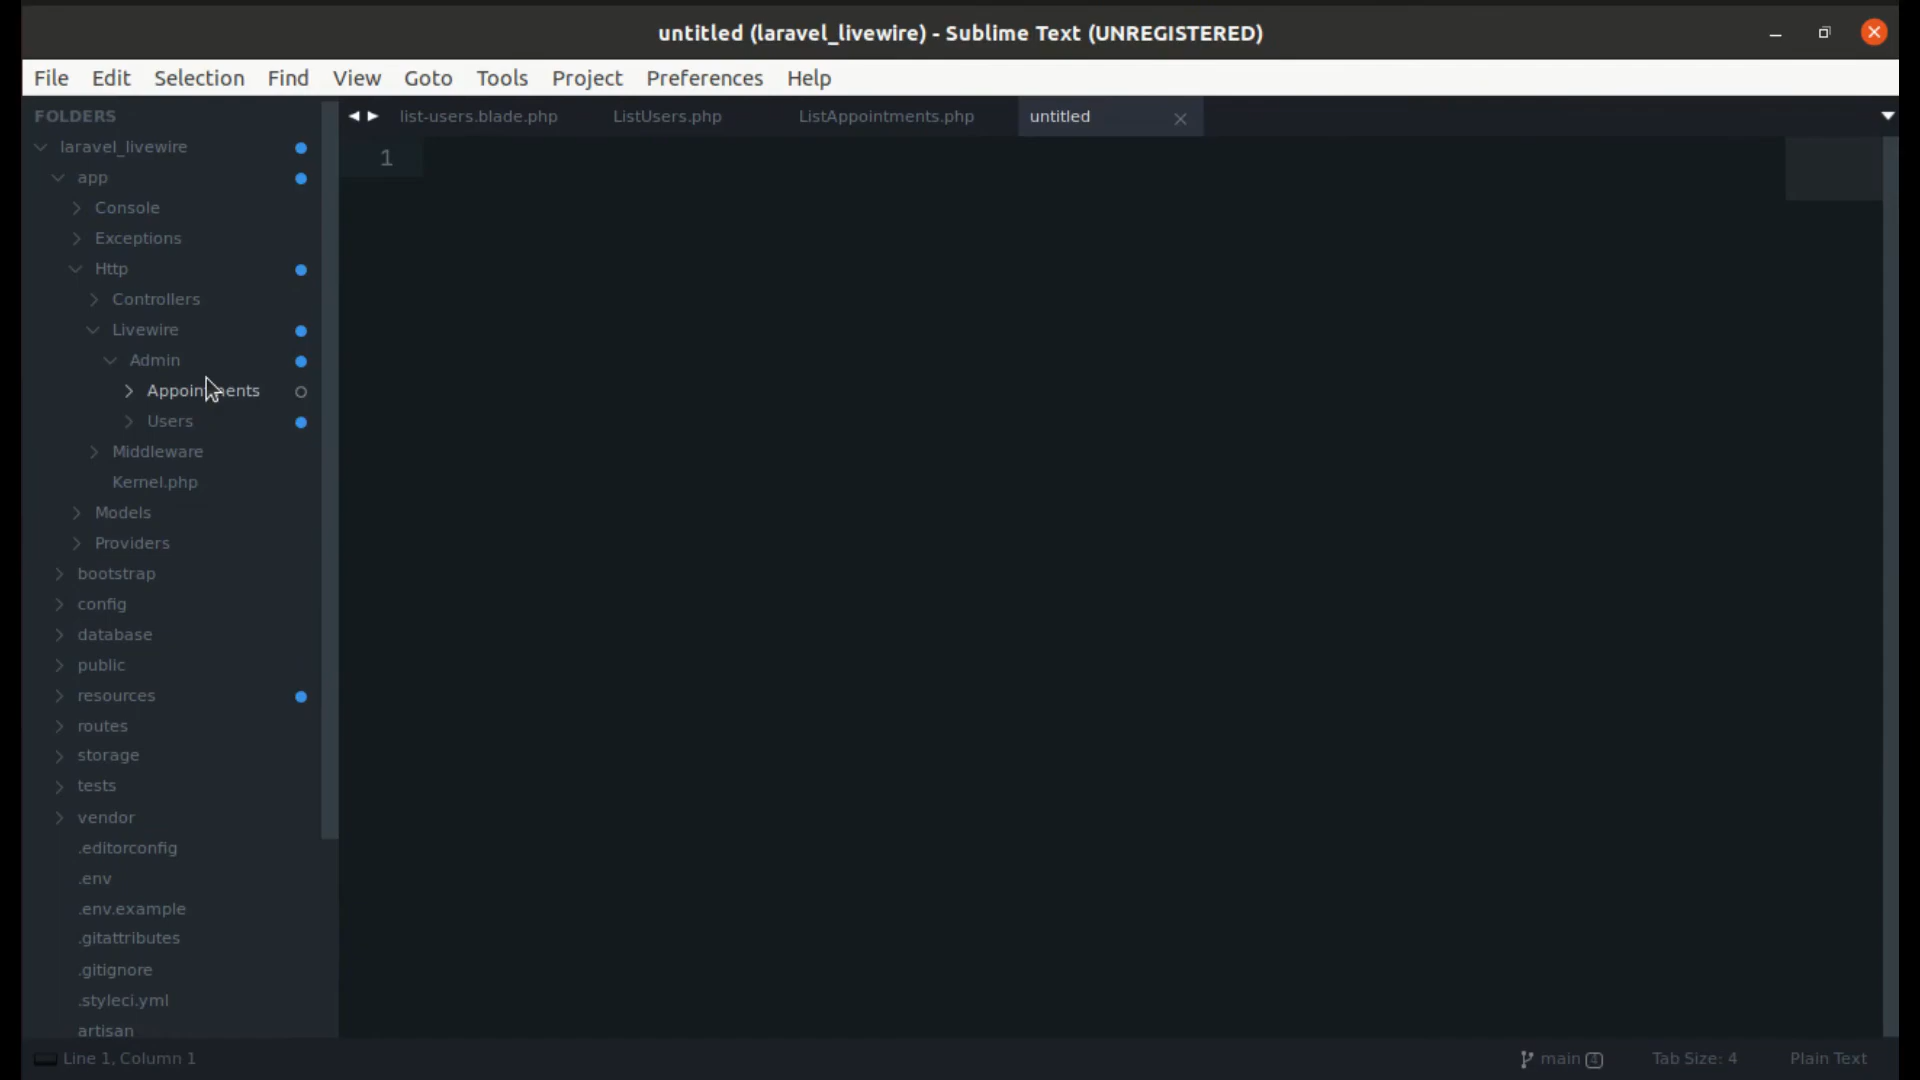 untitled (laravel_livewire) - Sublime Text (UNREGISTERED)
File Edit Selection Find View Goto Tools Project Preferences Help
FOLDERS
list-users.blade.php ListUsers.php ListAppointments.php untitled
1
laravel_livewire
app
Console
Exceptions
Http
Controllers
Livewire
Admin
Appointments
Users
Middleware
Kernel.php
Models
Providers
bootstrap
config
database
public
resources
routes
storage
tests
vendor
.editorconfig
.env
.env.example
.gitattributes
.gitignore
.styleci.yml
artisan
Line 1, Column 1 main 4 Tab Size: 4 Plain Text